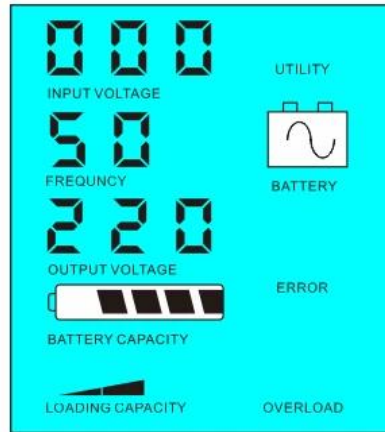 000
UTILITY
INPUT VOLTAGE
50
FREQUNCY
BATTERY
220
OUTPUT VOLTAGE
ERROR
BATTERY CAPACITY
LOADING CAPACITY
OVERLOAD